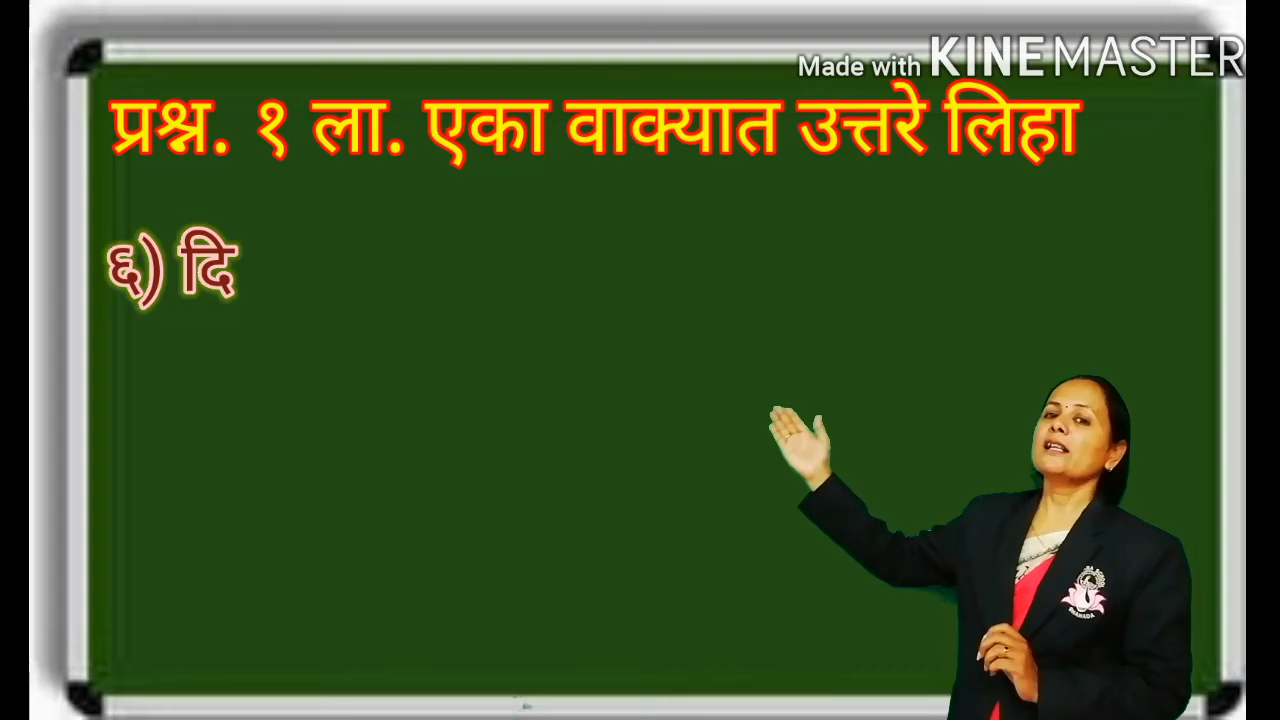 Made with KINEMASTER
प्रश्न. १ ला. एका वाक्यात उत्तरे लिहा
६) दि